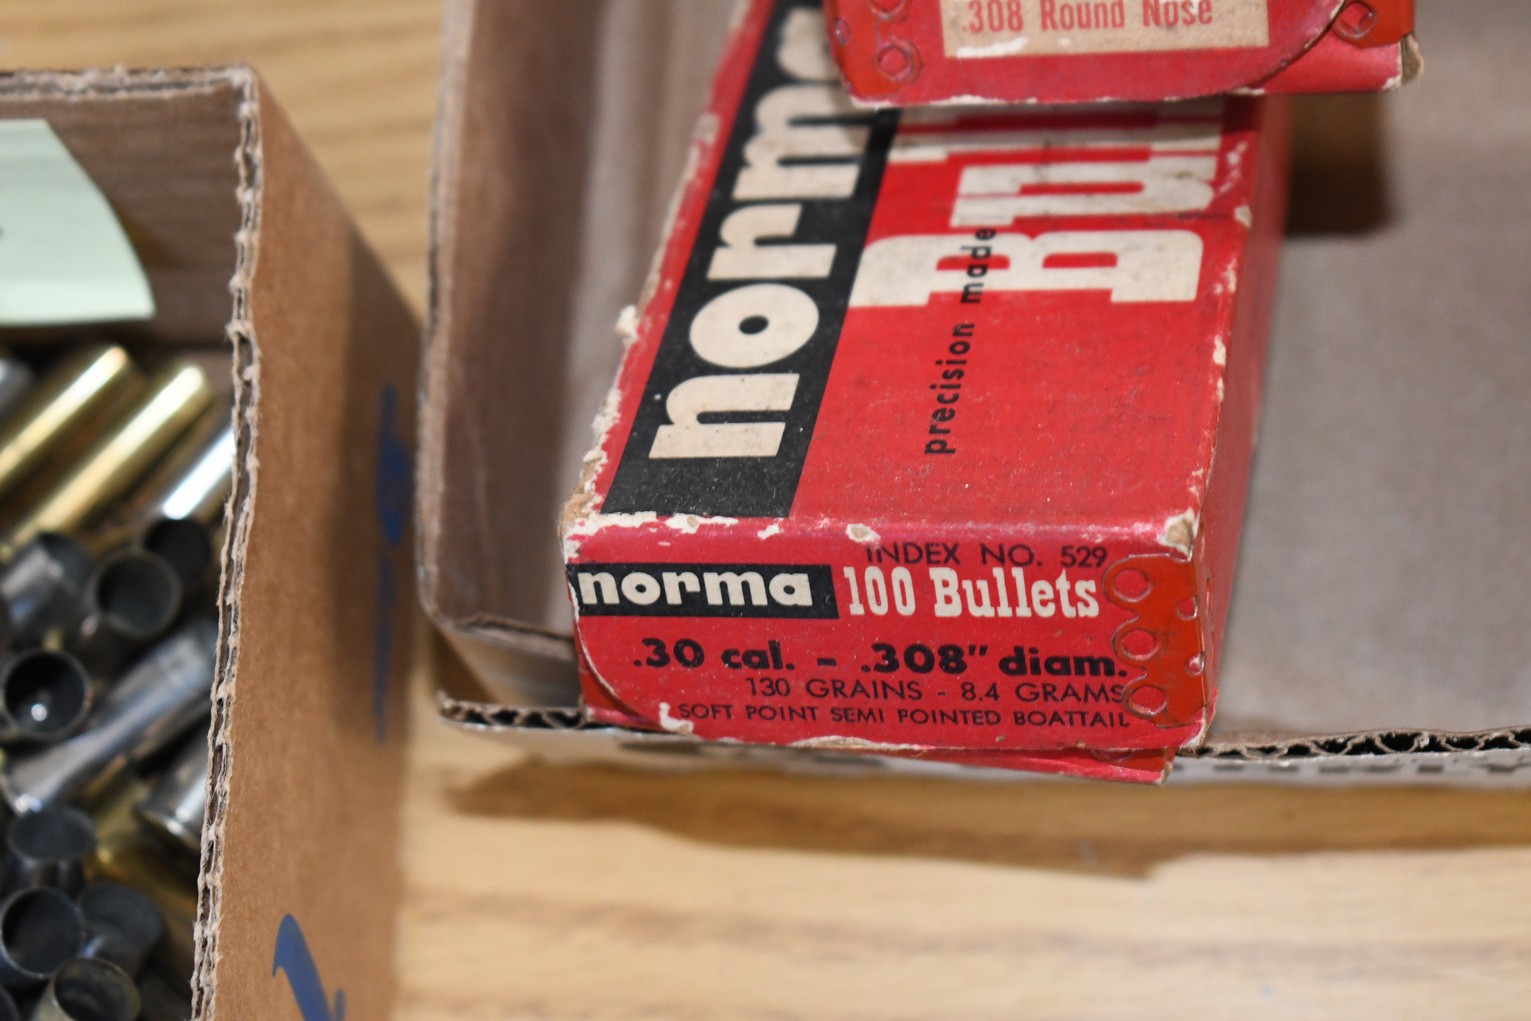 .308 Round Nose
norma
precision made
INDEX NO. 529
norma 100 Bullets
.30 cal. - .308" diam.
130 GRAINS - 8.4 GRAMS
SOFT POINT SEMI POINTED BOATTAIL